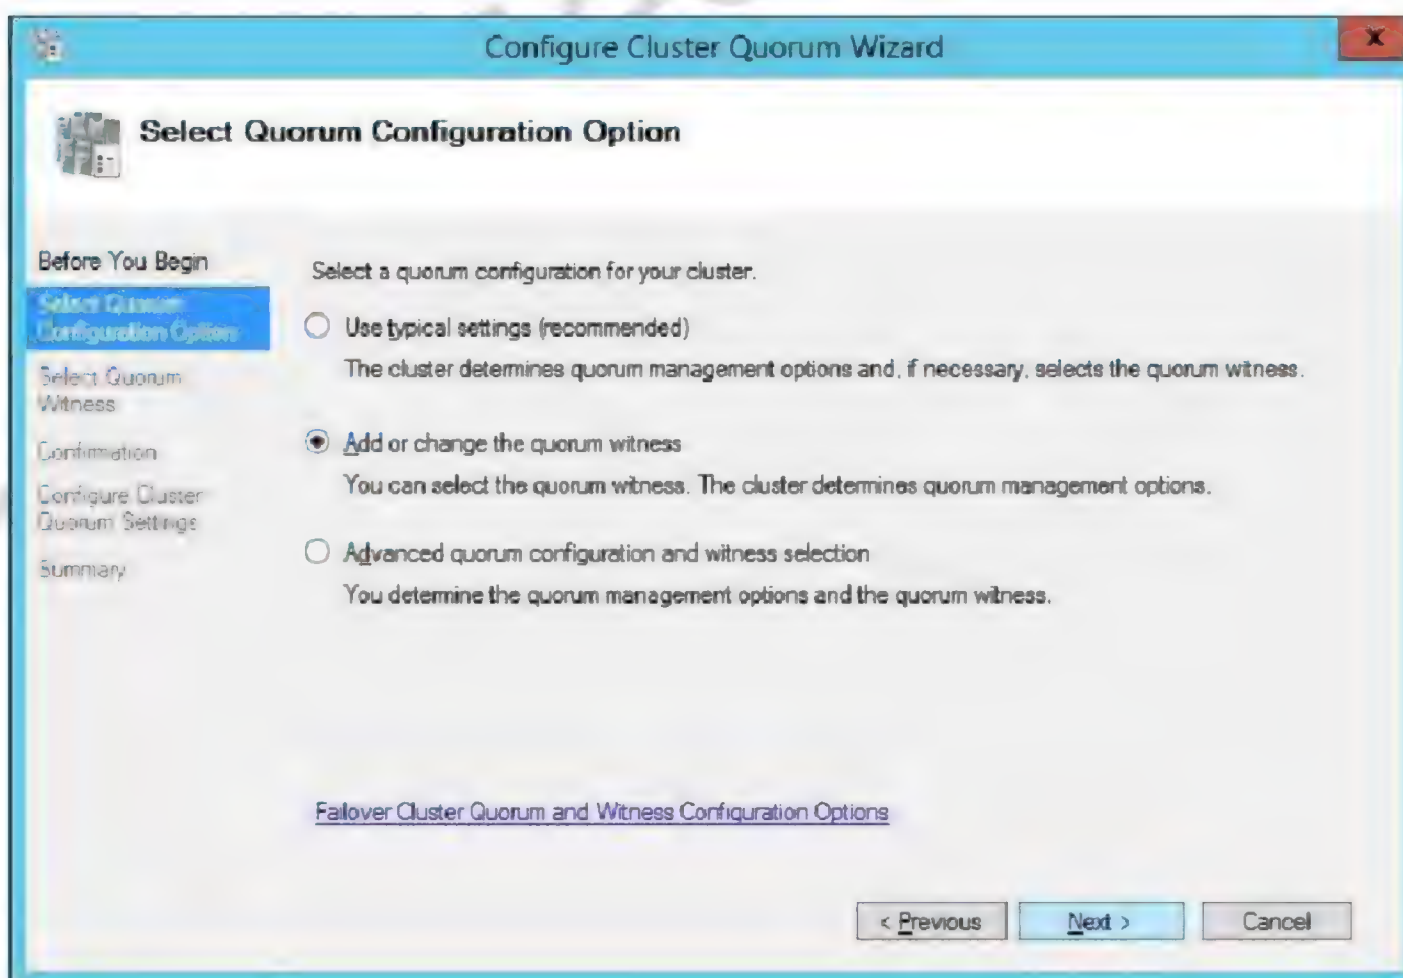 Configure Cluster Quorum Wizard
x
Select Quorum Configuration Option
Before You Begin
Select Quorum
Configuration Option
Select Quorum
Witness
Confirmation
Configure Cluster
Quorum Settings
Summary
Select a quorum configuration for your cluster.
Use typical settings (recommended)
The cluster determines quorum management options and, if necessary, selects the quorum witness.
Add or change the quorum witness
You can select the quorum witness. The cluster determines quorum management options.
Advanced quorum configuration and witness selection
You determine the quorum management options and the quorum witness.
Failover Cluster Quorum and Witness Configuration Options
< Previous
Next >
Cancel